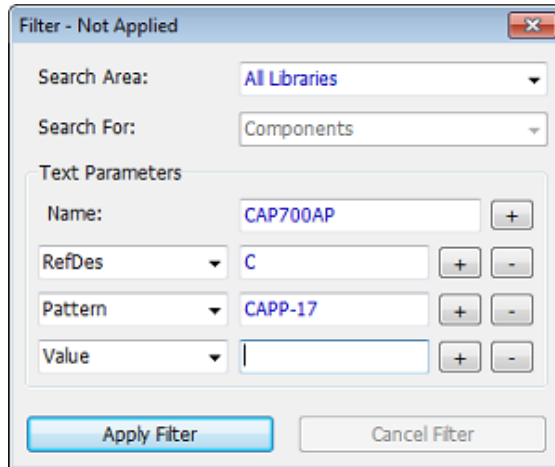 Filter - Not Applied
Search Area: All Libraries
Search For: Components
Text Parameters
Name: CAP700AP +
RefDes C + -
Pattern CAPP-17 + -
Value + -
Apply Filter Cancel Filter